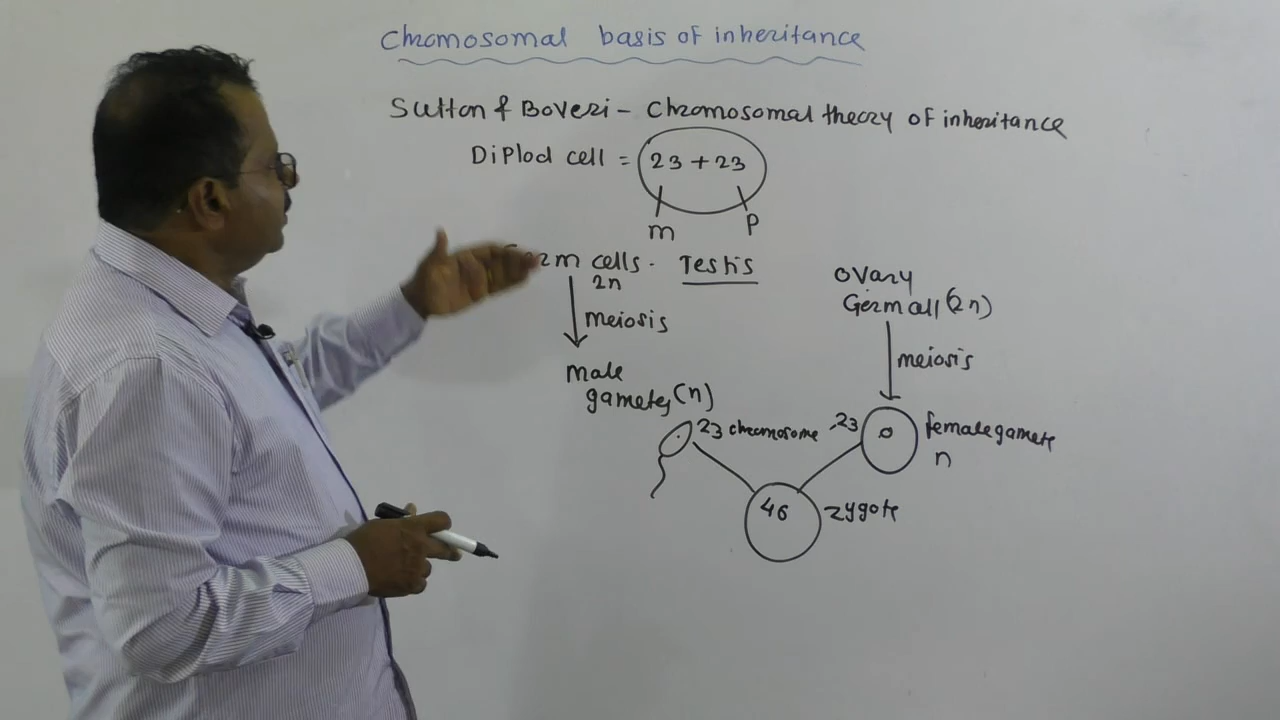 Chromosomal basis of inheritance
Sutton & Boveri - Chromosomal theory of inheritance
Diplod cell = 23 + 23
m P
cells. Testis
2n
meiosis
male
gametes (n)
ovary
Germ cell (2n)
meiosis
23 chromosome
23
female gamete
n
46 zygote